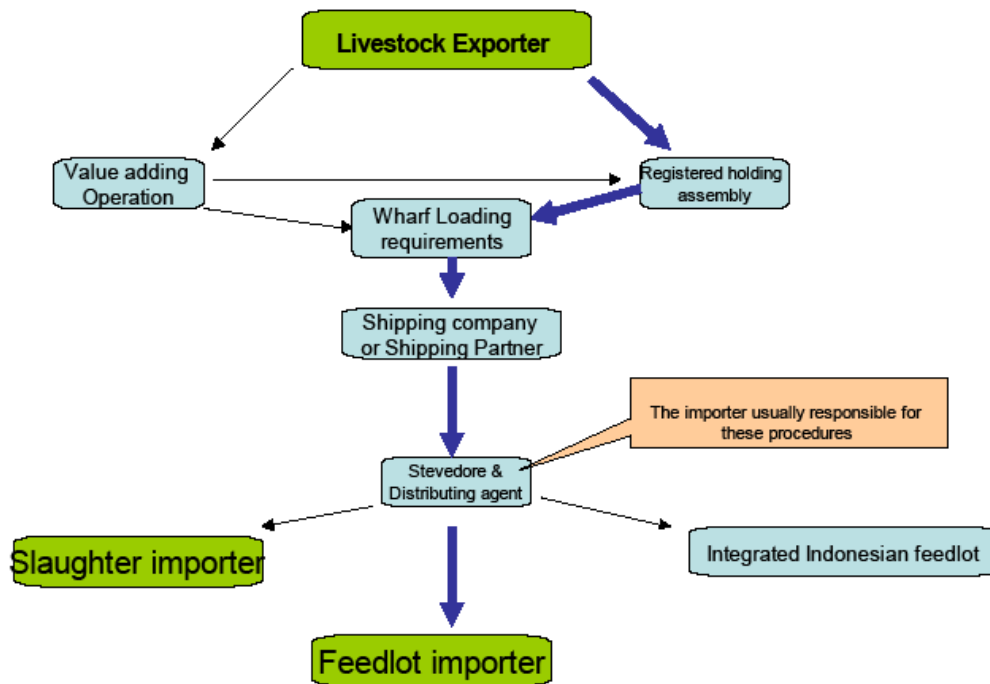 Livestock Exporter
Value adding
Operation
Registered holding
assembly
Wharf Loading
requirements
Shipping company
or Shipping Partner
The importer usually responsible for
these procedures
Stevedore &
Distributing agent
Slaughter importer
Integrated Indonesian feedlot
Feedlot importer